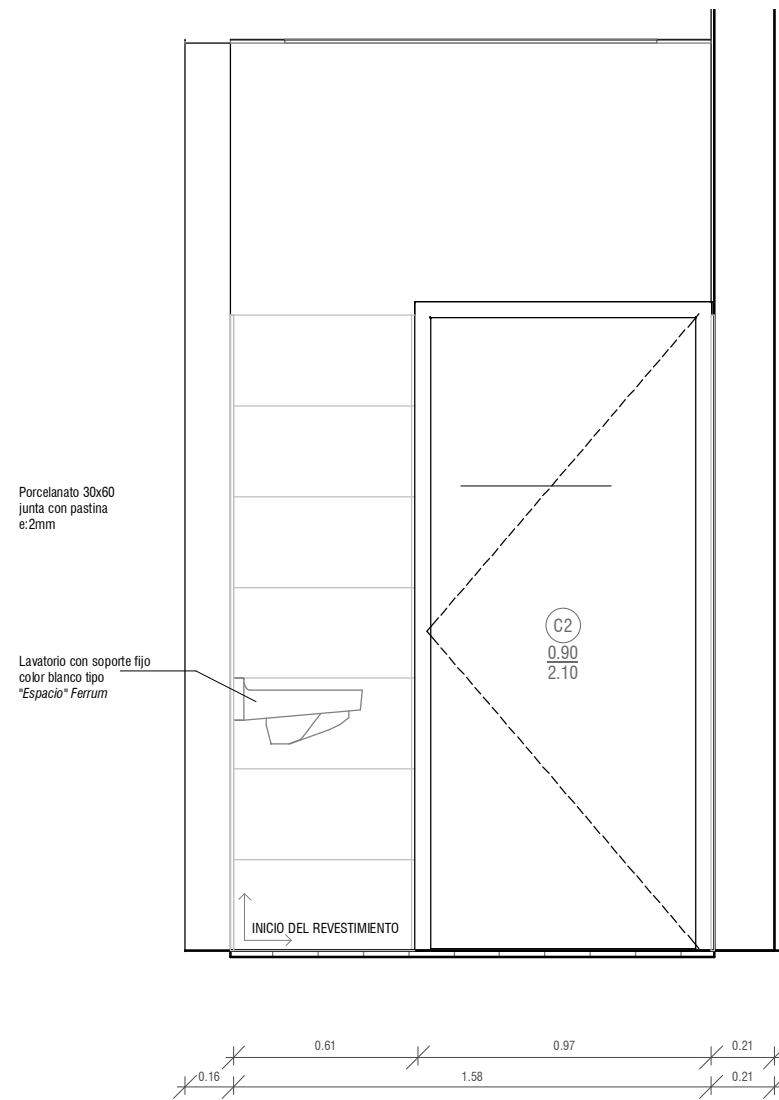 Porcelanato 30x60
junta con pastina
e:2mm
C2
0.90
2.10
Lavatorio con soporte fijo
color blanco tipo
"Espacio" Ferrum
INICIO DEL REVESTIMIENTO
0.61
0.97
0.21
0.16
1.58
0.21